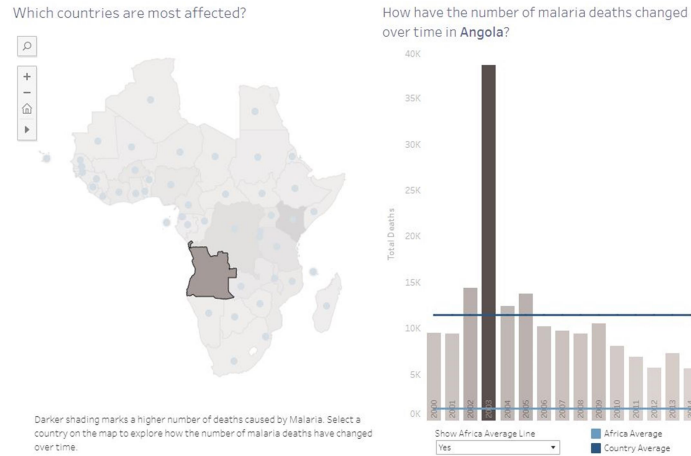 Which countries are most affected?
How have the number of malaria deaths changed
over time in Angola?
+
−
40K
35K
30K
25K
20K
15K
10K
5K
0K
Total Deaths
2000
2001
2002
2003
2004
2005
2006
2007
2008
2009
2010
2011
2012
2013
Darker shading marks a higher number of deaths caused by Malaria. Select a
country on the map to explore how the number of malaria deaths have changed
over time.
Show Africa Average Line
Yes
Africa Average
Country Average